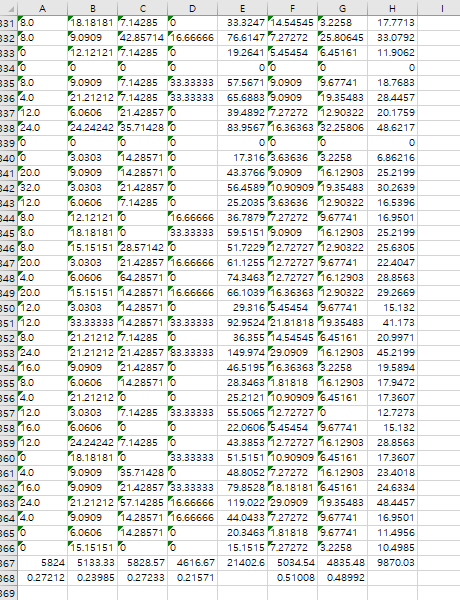 A B C D E F G H
331 8.0 18.18181 7.14285 0 33.3247 14.54545 3.2258 17.7713
332 8.0 9.0909 42.85714 16.66666 76.6147 7.27272 25.80645 33.0792
333 0 12.12121 7.14285 0 19.2641 5.45454 6.45161 11.9062
334 0 0 0 0 0 0 0 0
335 8.0 9.0909 7.14285 33.33333 57.5671 9.0909 9.67741 18.7683
336 4.0 21.21212 7.14285 33.33333 65.6883 9.0909 19.35483 28.4457
337 12.0 6.0606 21.42857 0 39.4892 7.27272 12.90322 20.1759
338 24.0 24.24242 35.71428 0 83.9567 16.36363 32.25806 48.6217
339 0 0 0 0 0 0 0 0
340 0 3.0303 14.28571 0 17.316 3.63636 3.2258 6.86216
341 20.0 9.0909 14.28571 0 43.3766 9.0909 16.12903 25.2199
342 32.0 3.0303 21.42857 0 56.4589 10.90909 19.35483 30.2639
343 12.0 6.0606 7.14285 0 25.2035 3.63636 12.90322 16.5396
344 8.0 12.12121 0 16.66666 36.7879 7.27272 9.67741 16.9501
345 8.0 18.18181 0 33.33333 59.5151 9.0909 16.12903 25.2199
346 8.0 15.15151 28.57142 0 51.7229 12.72727 12.90322 25.6305
347 20.0 3.0303 21.42857 16.66666 61.1255 12.72727 9.67741 22.4047
348 4.0 6.0606 64.28571 0 74.3463 12.72727 16.12903 28.8563
349 20.0 15.15151 14.28571 16.66666 66.1039 16.36363 12.90322 29.2669
350 12.0 3.0303 14.28571 0 29.316 5.45454 9.67741 15.132
351 12.0 33.33333 14.28571 33.33333 92.9524 21.81818 19.35483 41.173
352 8.0 21.21212 7.14285 0 36.355 14.54545 6.45161 20.9971
353 24.0 21.21212 21.42857 83.33333 149.974 29.0909 16.12903 45.2199
354 16.0 9.0909 21.42857 0 46.5195 16.36363 3.2258 19.5894
355 8.0 6.0606 14.28571 0 28.3463 1.81818 16.12903 17.9472
356 4.0 21.21212 0 0 25.2121 10.90909 6.45161 17.3607
357 12.0 3.0303 7.14285 33.33333 55.5065 12.72727 0 12.7273
358 16.0 6.0606 0 0 22.0606 5.45454 9.67741 15.132
359 12.0 24.24242 7.14285 0 43.3853 12.72727 16.12903 28.8563
360 0 18.18181 0 33.33333 51.5151 10.90909 6.45161 17.3607
361 4.0 9.0909 35.71428 0 48.8052 7.27272 16.12903 23.4018
362 16.0 9.0909 21.42857 33.33333 79.8528 18.18181 6.45161 24.6334
363 24.0 21.21212 57.14285 16.66666 119.022 29.0909 19.35483 48.4457
364 4.0 9.0909 14.28571 16.66666 44.0433 7.27272 9.67741 16.9501
365 0 6.0606 14.28571 0 20.3463 1.81818 9.67741 11.4956
366 0 15.15151 0 0 15.1515 7.27272 3.2258 10.4985
367 5824 5133.33 5828.57 4616.67 21402.6 5034.54 4835.48 9870.03
368 0.27212 0.23985 0.27233 0.21571 0.51008 0.48992
369